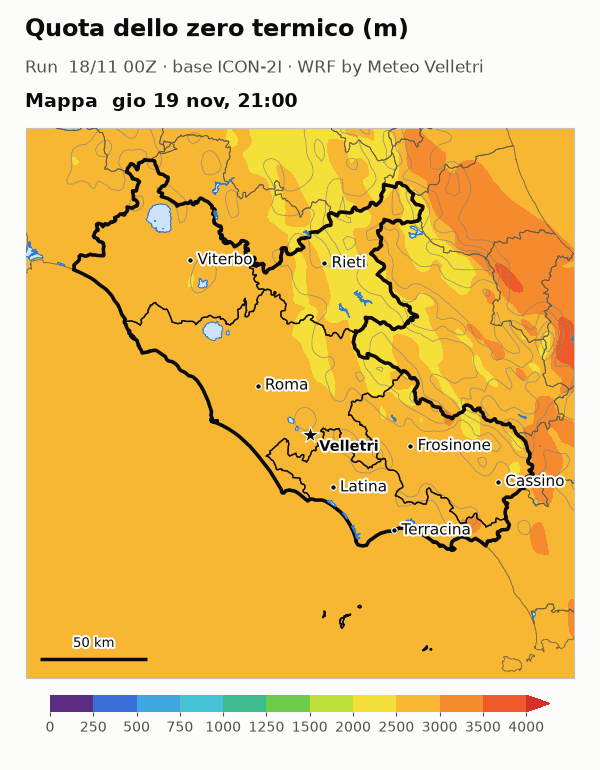 Quota dello zero termico (m)
Run 18/11 00Z · base ICON-2I · WRF by Meteo Velletri
Mappa gio 19 nov, 21:00
Viterbo
Rieti
Roma
Velletri
Frosinone
Cassino
Latina
Terracina
50 km
0 250 500 750 1000 1250 1500 2000 2500 3000 3500 4000